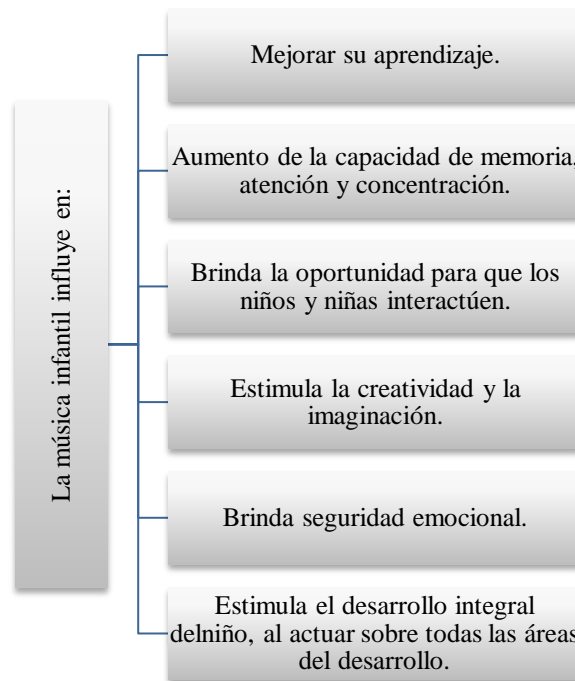 La música infantil influye en:
Mejorar su aprendizaje.
Aumento de la capacidad de memoria,
atención y concentración.
Brinda la oportunidad para que los
niños y niñas interactúen.
Estimula la creatividad y la
imaginación.
Brinda seguridad emocional.
Estimula el desarrollo integral
delniño, al actuar sobre todas las áreas
del desarrollo.